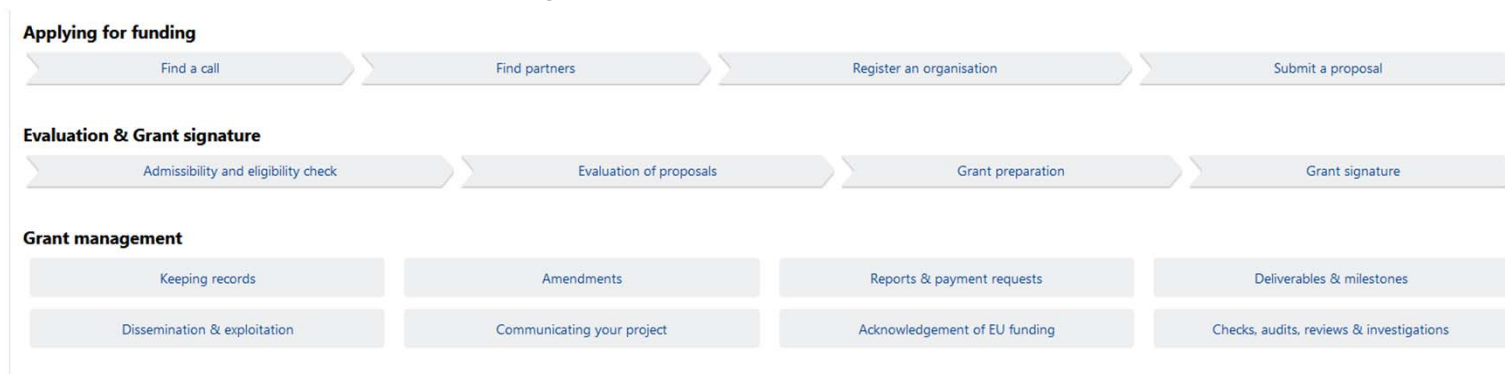 Applying for funding
Find a call
Find partners
Register an organisation
Submit a proposal
Evaluation & Grant signature
Admissibility and eligibility check
Evaluation of proposals
Grant preparation
Grant signature
Grant management
Keeping records
Amendments
Reports & payment requests
Deliverables & milestones
Dissemination & exploitation
Communicating your project
Acknowledgement of EU funding
Checks, audits, reviews & investigations